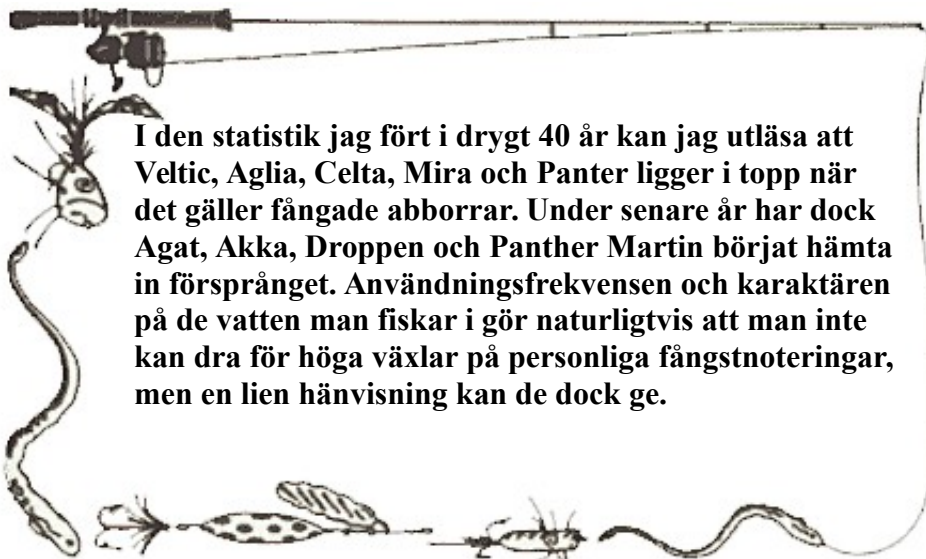 I den statistik jag fört i drygt 40 år kan jag utläsa att
Veltic, Aglia, Celta, Mira och Panter ligger i topp när
det gäller fångade abborrar. Under senare år har dock
Agat, Akka, Droppen och Panther Martin börjat hämta
in försprånget. Användningsfrekvensen och karaktären
på de vatten man fiskar i gör naturligtvis att man inte
kan dra för höga växlar på personliga fångstnoteringar,
men en lien hänvisning kan de dock ge.